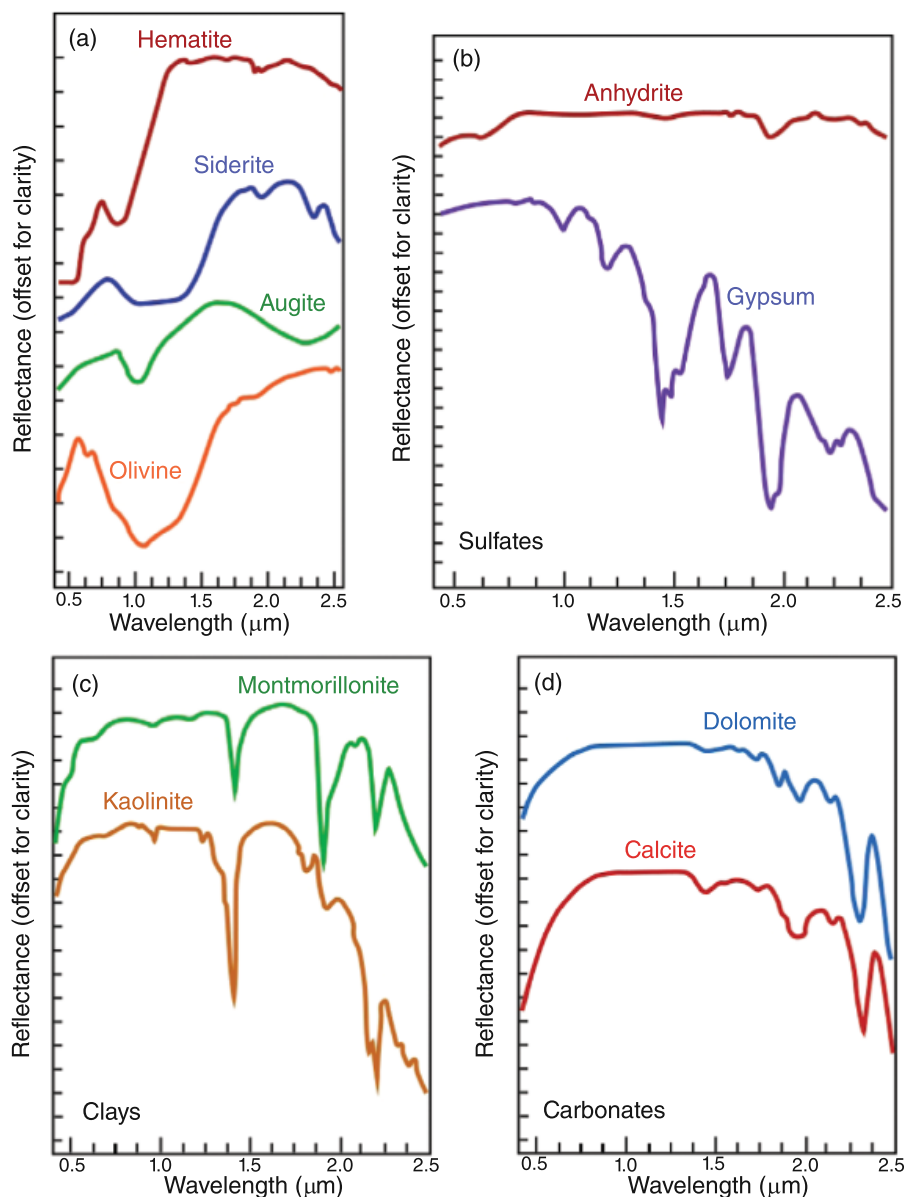 (a)
Hematite
Siderite
Augite
Olivine
Reflectance (offset for clarity)
0.5 1.0 1.5 2.0 2.5
Wavelength (μm)
(b)
Anhydrite
Gypsum
Sulfates
Reflectance (offset for clarity)
0.5 1.0 1.5 2.0 2.5
Wavelength (μm)
(c)
Montmorillonite
Kaolinite
Clays
Reflectance (offset for clarity)
0.5 1.0 1.5 2.0 2.5
Wavelength (μm)
(d)
Dolomite
Calcite
Carbonates
Reflectance (offset for clarity)
0.5 1.0 1.5 2.0 2.5
Wavelength (μm)